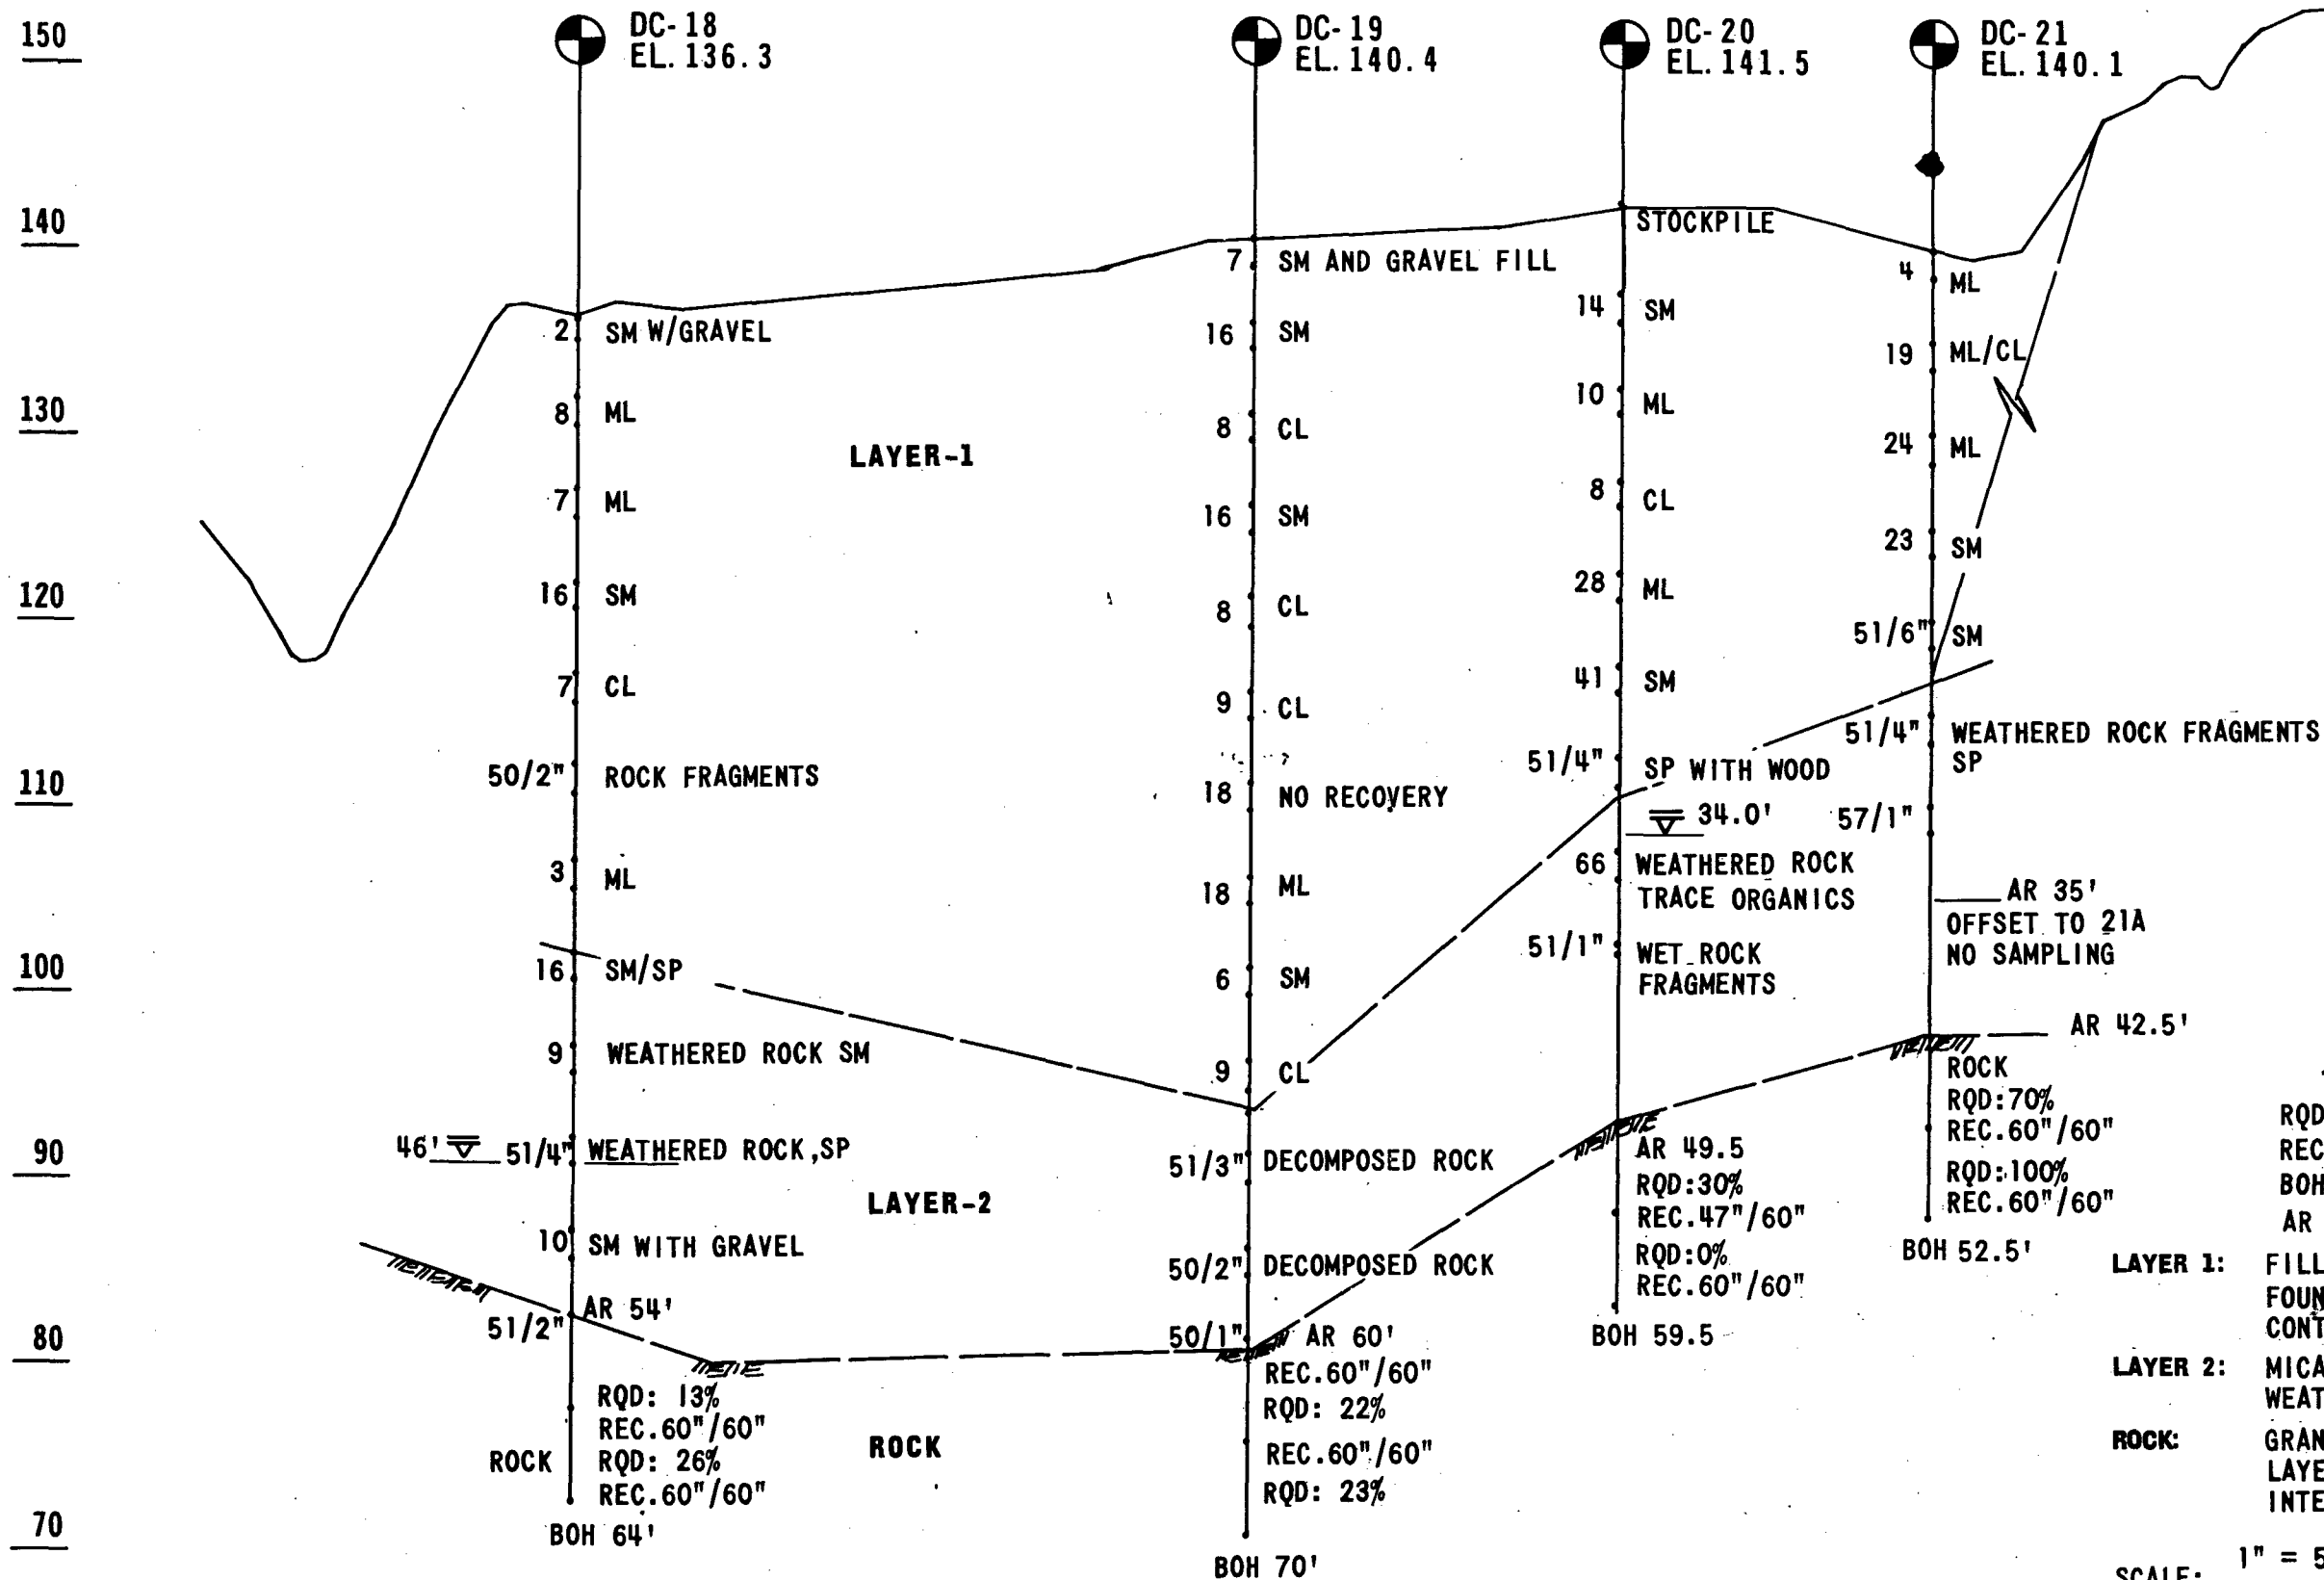 150
140
130
120
110
100
90
80
70
DC-18
EL. 136.3
2 SM W/GRAVEL
8 ML
7 ML
16 SM
7 CL
50/2" ROCK FRAGMENTS
3 ML
16 SM/SP
9 WEATHERED ROCK SM
46' 51/4" WEATHERED ROCK, SP
10 SM WITH GRAVEL
AR 54'
51/2"
RQD: 13%
REC. 60"/60"
ROCK RQD: 26%
REC. 60"/60"
BOH 64'
LAYER-1
LAYER-2
ROCK
DC-19
EL. 140.4
7 SM AND GRAVEL FILL
16 SM
8 CL
16 SM
8 CL
9 CL
18 NO RECOVERY
18 ML
6 SM
9 CL
51/3" DECOMPOSED ROCK
50/2" DECOMPOSED ROCK
50/1" AR 60'
REC. 60"/60"
RQD: 22%
REC. 60"/60"
RQD: 23%
BOH 70'
DC-20
EL. 141.5
STOCKPILE
14 SM
10 ML
8 CL
28 ML
41 SM
51/4" SP WITH WOOD
34.0'
66 WEATHERED ROCK
TRACE ORGANICS
51/1" WET ROCK
FRAGMENTS
AR 49.5
RQD: 30%
REC. 47"/60"
RQD: 0%
REC. 60"/60"
BOH 59.5
DC-21
EL. 140.1
4 ML
19 ML/CL
24 ML
23 SM
51/6" SM
51/4" WEATHERED ROCK FRAGMENTS
SP
57/1"
AR 35'
OFFSET TO 21A
NO SAMPLING
AR 42.5'
ROCK
RQD: 70%
REC. 60"/60"
RQD: 100%
REC. 60"/60"
BOH 52.5'
RQD
REC
BOH
AR
LAYER 1: FILL
FOUN
CONT
LAYER 2: MICA
WEAT
ROCK: GRAN
LAYE
INTE
SCALE: 1" = 5